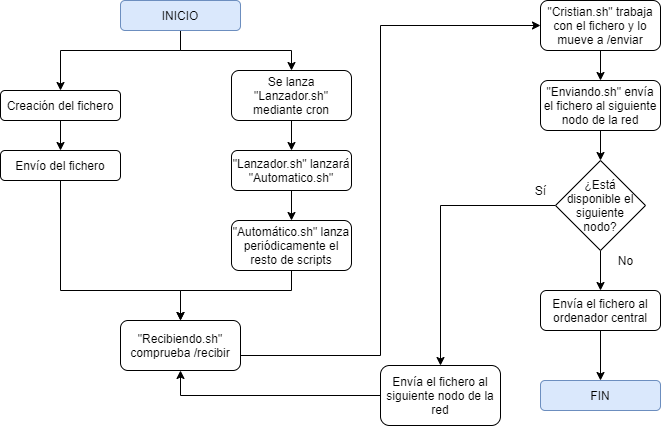 INICIO
Creación del fichero
Envío del fichero
Se lanza
"Lanzador.sh"
mediante cron
"Lanzador.sh" lanzará
"Automatico.sh"
"Automático.sh" lanza
periódicamente el
resto de scripts
"Recibiendo.sh"
comprueba /recibir
"Cristian.sh" trabaja
con el fichero y lo
mueve a /enviar
"Enviando.sh" envía
el fichero al siguiente
nodo de la red
¿Está
disponible el
siguiente
nodo?
Sí
No
Envía el fichero al
siguiente nodo de la
red
Envía el fichero al
ordenador central
FIN